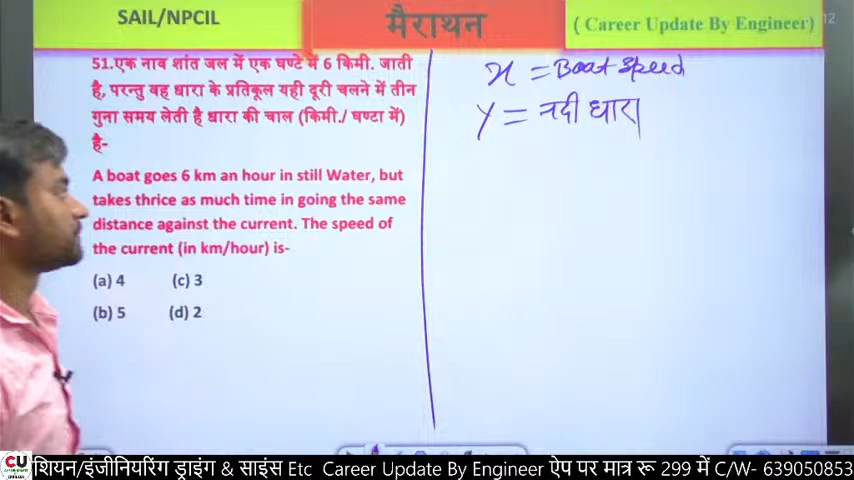 SAIL/NPCIL
मैराथन
( Career Update By Engineer)
12
51.एक नाव शांत जल में एक घण्टे में 6 किमी. जाती
है, परन्तु वह धारा के प्रतिकूल यही दूरी चलने में तीन
गुना समय लेती है धारा की चाल (किमी./ घण्टा में)
है-
A boat goes 6 km an hour in still Water, but
takes thrice as much time in going the same
distance against the current. The speed of
the current (in km/hour) is-
(a) 4 (c) 3
(b) 5 (d) 2
x = Boat speed
y = नदी धारा
CU
शियन/इंजीनियरिंग ड्राइंग & साइंस Etc Career Update By Engineer ऐप पर मात्र रू 299 में C/W- 639050853